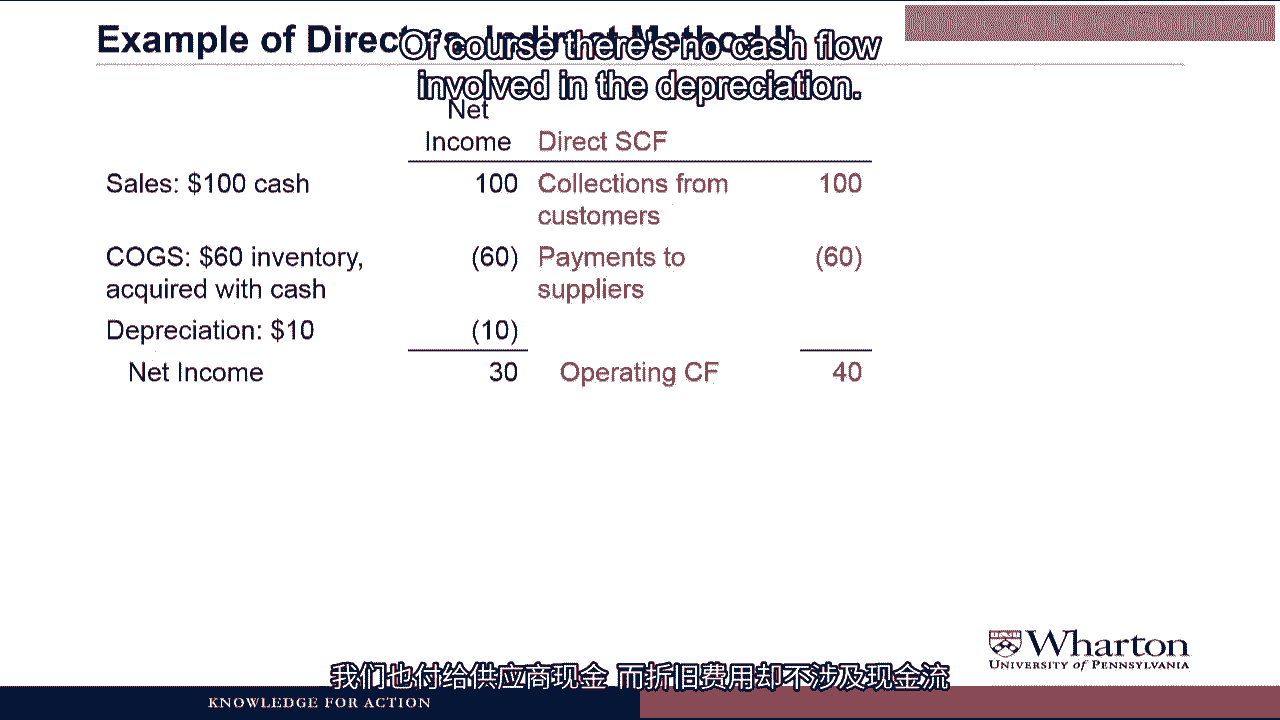 Example of Direct vs. Indirect Method II
Of course there's no cash flow
involved in the depreciation.
Net
Income Direct SCF
Sales: $100 cash 100 Collections from 100
customers
COGS: $60 inventory, (60) Payments to (60)
acquired with cash suppliers
Depreciation: $10 (10)
Net Income 30 Operating CF 40
Wharton
UNIVERSITY of PENNSYLVANIA
我们也付给供应商现金 而折旧费用却不涉及现金流
KNOWLEDGE FOR ACTION